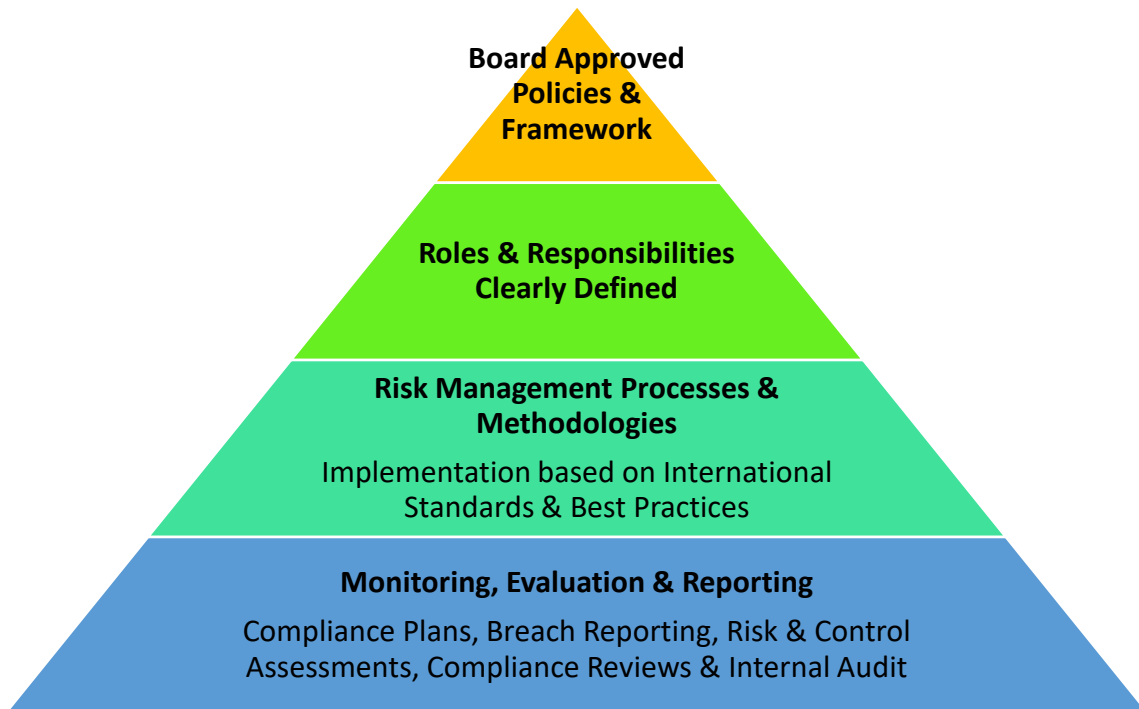 Board Approved
Policies &
Framework
Roles & Responsibilities
Clearly Defined
Risk Management Processes &
Methodologies
Implementation based on International
Standards & Best Practices
Monitoring, Evaluation & Reporting
Compliance Plans, Breach Reporting, Risk & Control
Assessments, Compliance Reviews & Internal Audit